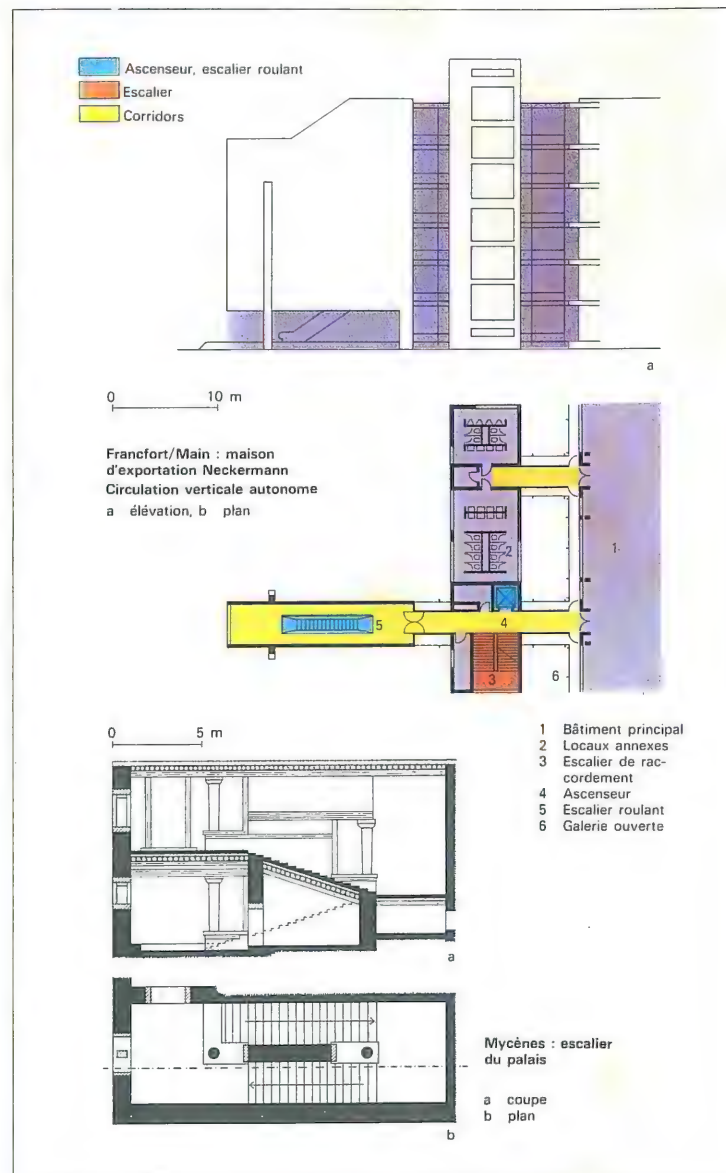 Ascenseur, escalier roulant
Escalier
Corridors
a
0 10 m
Francfort/Main : maison
d'exportation Neckermann
Circulation verticale autonome
a élévation, b plan
2
1
5
4
3
6
0 5 m
1 Bâtiment principal
2 Locaux annexes
3 Escalier de rac-
cordement
4 Ascenseur
5 Escalier roulant
6 Galerie ouverte
a
Mycènes : escalier
du palais
a coupe
b plan
b